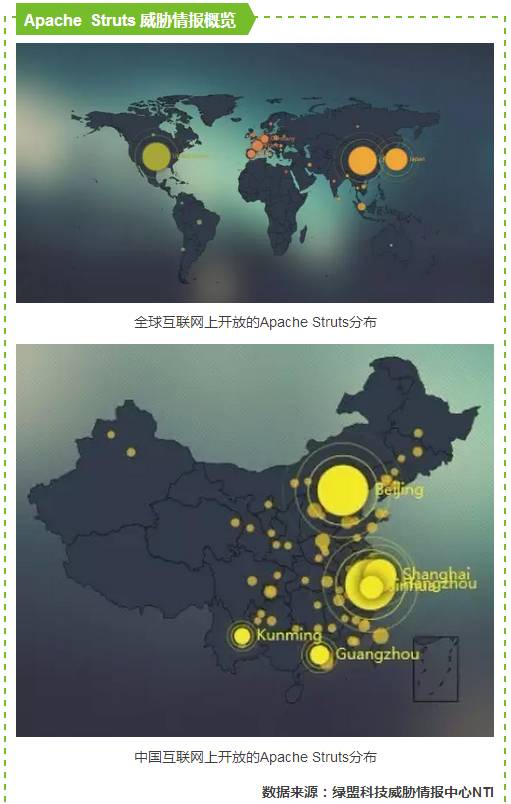 Apache Struts 威胁情报概览
Japan
全球互联网上开放的Apache Struts分布
Beijing
Shanghai
Hangzhou
Jinhua
Kunming
Guangzhou
中国互联网上开放的Apache Struts分布
数据来源：绿盟科技威胁情报中心NTI